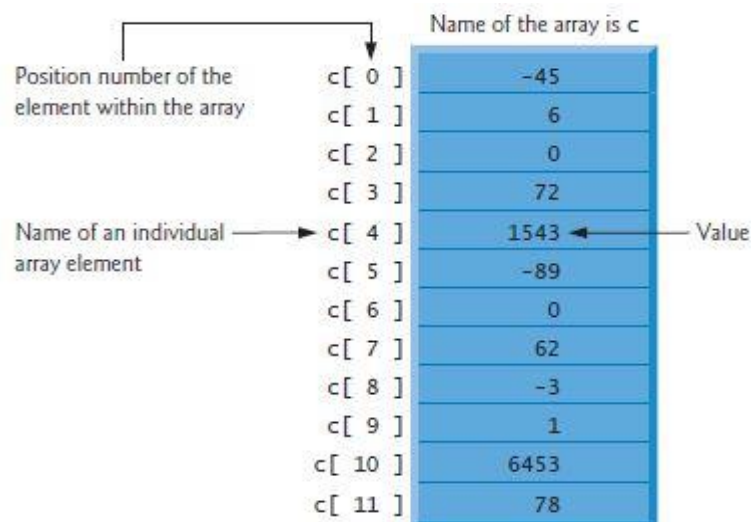 Name of the array is c
Position number of the
element within the array
c[ 0 ] -45
c[ 1 ] 6
c[ 2 ] 0
c[ 3 ] 72
Name of an individual
array element
c[ 4 ] 1543
Value
c[ 5 ] -89
c[ 6 ] 0
c[ 7 ] 62
c[ 8 ] -3
c[ 9 ] 1
c[ 10 ] 6453
c[ 11 ] 78